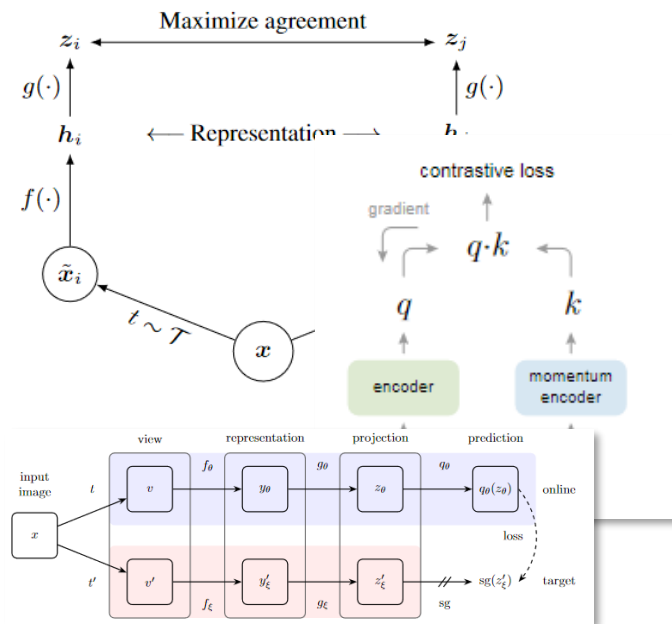 Maximize agreement
z_i
z_j
g(·)
g(·)
h_i
← Representation →
f(·)
x̃_i
t ∼ T
x
contrastive loss
gradient
q·k
q
k
encoder
momentum
encoder
view
representation
projection
prediction
input
image
t
f_θ
g_θ
q_θ
v
y_θ
z_θ
q_θ(z_θ)
online
x
loss
t′
v′
y′_ξ
z′_ξ
sg(z′_ξ)
target
f_ξ
g_ξ
sg